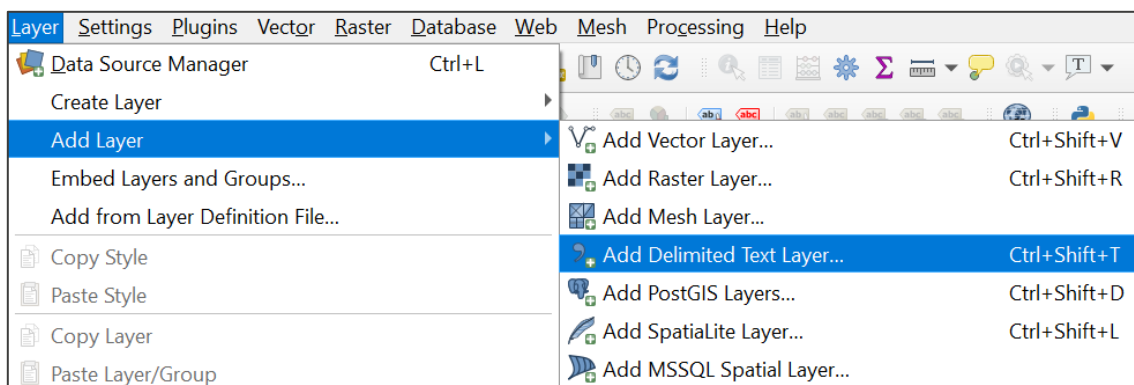 Layer Settings Plugins Vector Raster Database Web Mesh Processing Help
Data Source Manager Ctrl+L
Create Layer
Add Layer
Embed Layers and Groups...
Add from Layer Definition File...
Copy Style
Paste Style
Copy Layer
Paste Layer/Group
Add Vector Layer... Ctrl+Shift+V
Add Raster Layer... Ctrl+Shift+R
Add Mesh Layer...
Add Delimited Text Layer... Ctrl+Shift+T
Add PostGIS Layers... Ctrl+Shift+D
Add SpatiaLite Layer... Ctrl+Shift+L
Add MSSQL Spatial Layer...